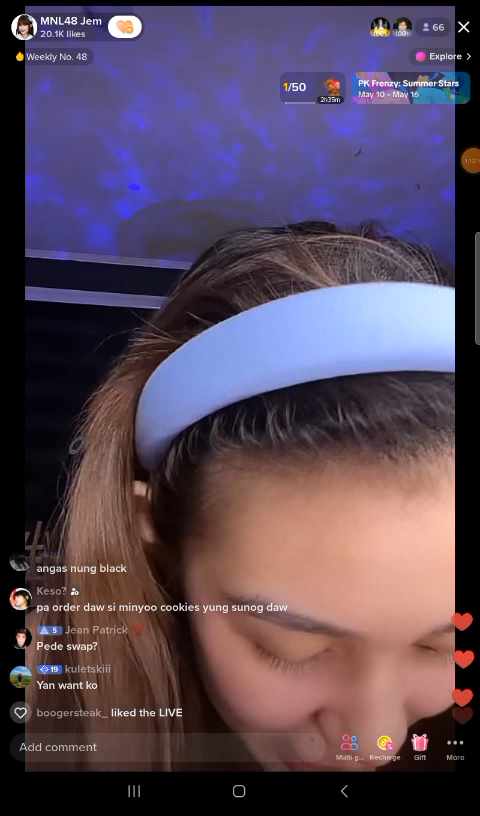 MNL48 Jem
20.1K likes
66
Weekly No. 48
Explore
1/50
2h35m
PK Frenzy: Summer Stars
May 10 - May 16
angas nung black
Keso?
pa order daw si minyoo cookies yung sunog daw
5 Jean Patrick
Pede swap?
19 kuletskiii
Yan want ko
boogersteak_ liked the LIVE
Add comment
Multi-g...
Recharge
Gift
More